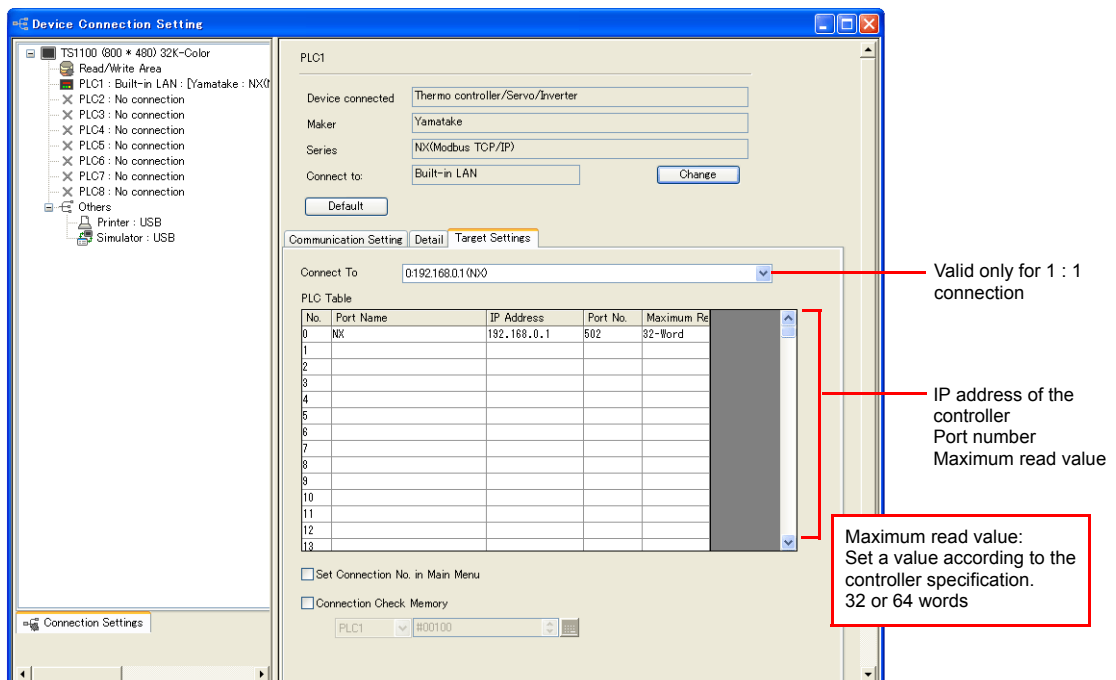 Device Connection Setting
TS1100 (800 * 480) 32K-Color
Read/Write Area
PLC1 : Built-in LAN : [Yamatake : NX(
PLC2 : No connection
PLC3 : No connection
PLC4 : No connection
PLC5 : No connection
PLC6 : No connection
PLC7 : No connection
PLC8 : No connection
Others
Printer : USB
Simulator : USB
Connection Settings
PLC1
Device connected Thermo controller/Servo/Inverter
Maker Yamatake
Series NX(Modbus TCP/IP)
Connect to: Built-in LAN Change
Default
Communication Setting Detail Target Settings
Connect To 0:192.168.0.1(NX)
PLC Table
No. Port Name IP Address Port No. Maximum Re
0 NX 192.168.0.1 502 32-Word
1
2
3
4
5
6
7
8
9
10
11
12
13
Set Connection No. in Main Menu
Connection Check Memory
PLC1 #00100
Valid only for 1 : 1
connection
IP address of the
controller
Port number
Maximum read value
Maximum read value:
Set a value according to the
controller specification.
32 or 64 words